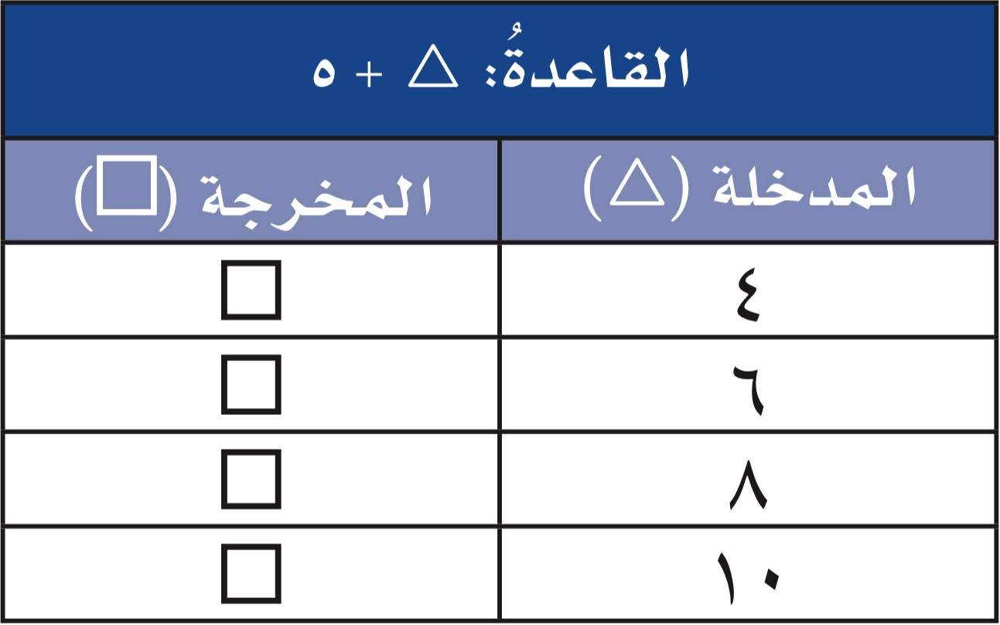 القاعدةُ: △ + ٥
المدخلة (△) المخرجة (□)
٤ □
٦ □
٨ □
١٠ □